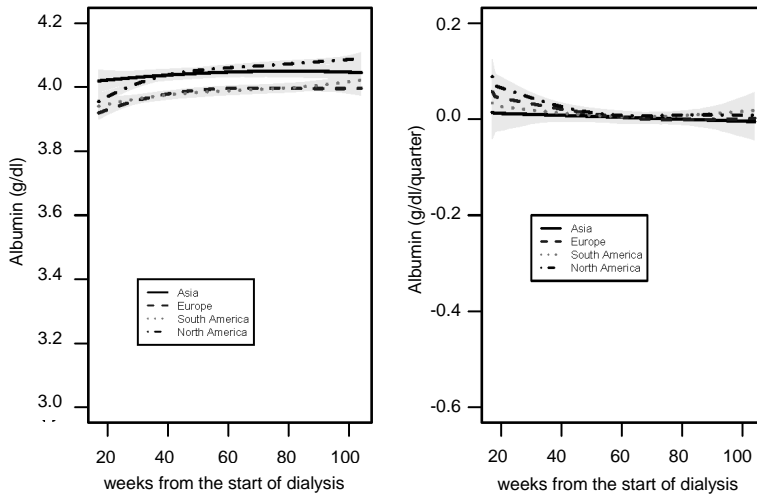 Albumin (g/dl)
4.2
4.0
3.8
3.6
3.4
3.2
3.0
Asia
Europe
South America
North America
20 40 60 80 100
weeks from the start of dialysis
Albumin (g/dl/quarter)
0.2
0.0
-0.2
-0.4
-0.6
Asia
Europe
South America
North America
20 40 60 80 100
weeks from the start of dialysis